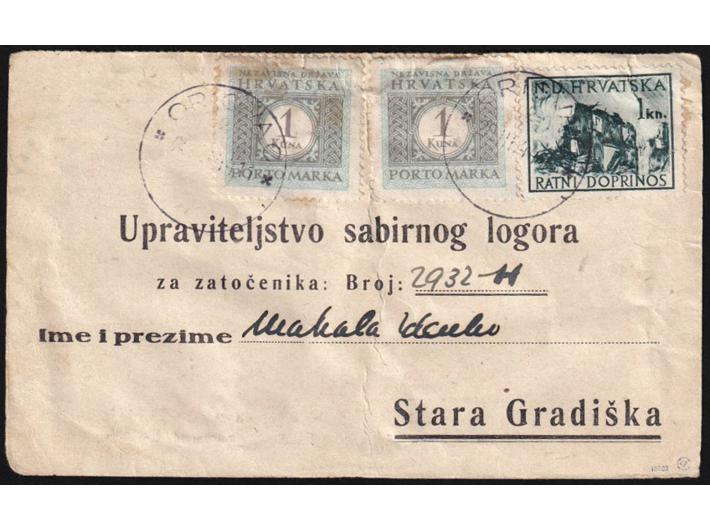 NEZAVISNA DRŽAVA
HRVATSKA
1
KUNA
PORTO MARKA
NEZAVISNA DRŽAVA
HRVATSKA
1
KUNA
PORTO MARKA
N.D. HRVATSKA
1 kn.
RATNI DOPRINOS
Upraviteljstvo sabirnog logora
za zatočenika: Broj: 2932-H
Ime i prezime Makala
Stara Gradiška